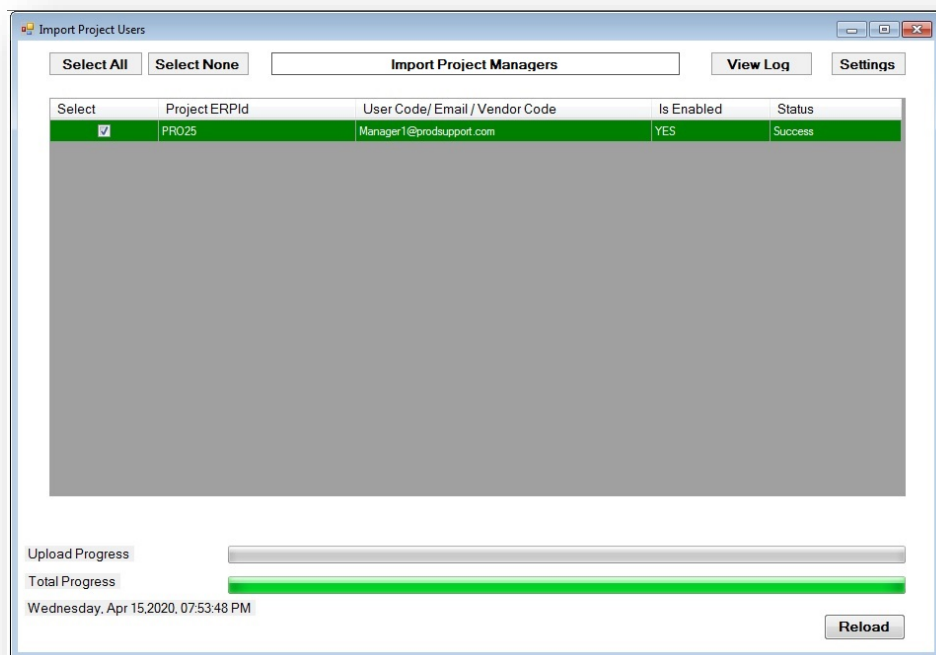 Import Project Users
Select All Select None Import Project Managers View Log Settings
Select Project ERPId User Code/ Email / Vendor Code Is Enabled Status
PRO25 Manager1@prodsupport.com YES Success
Upload Progress
Total Progress
Wednesday, Apr 15,2020, 07:53:48 PM
Reload